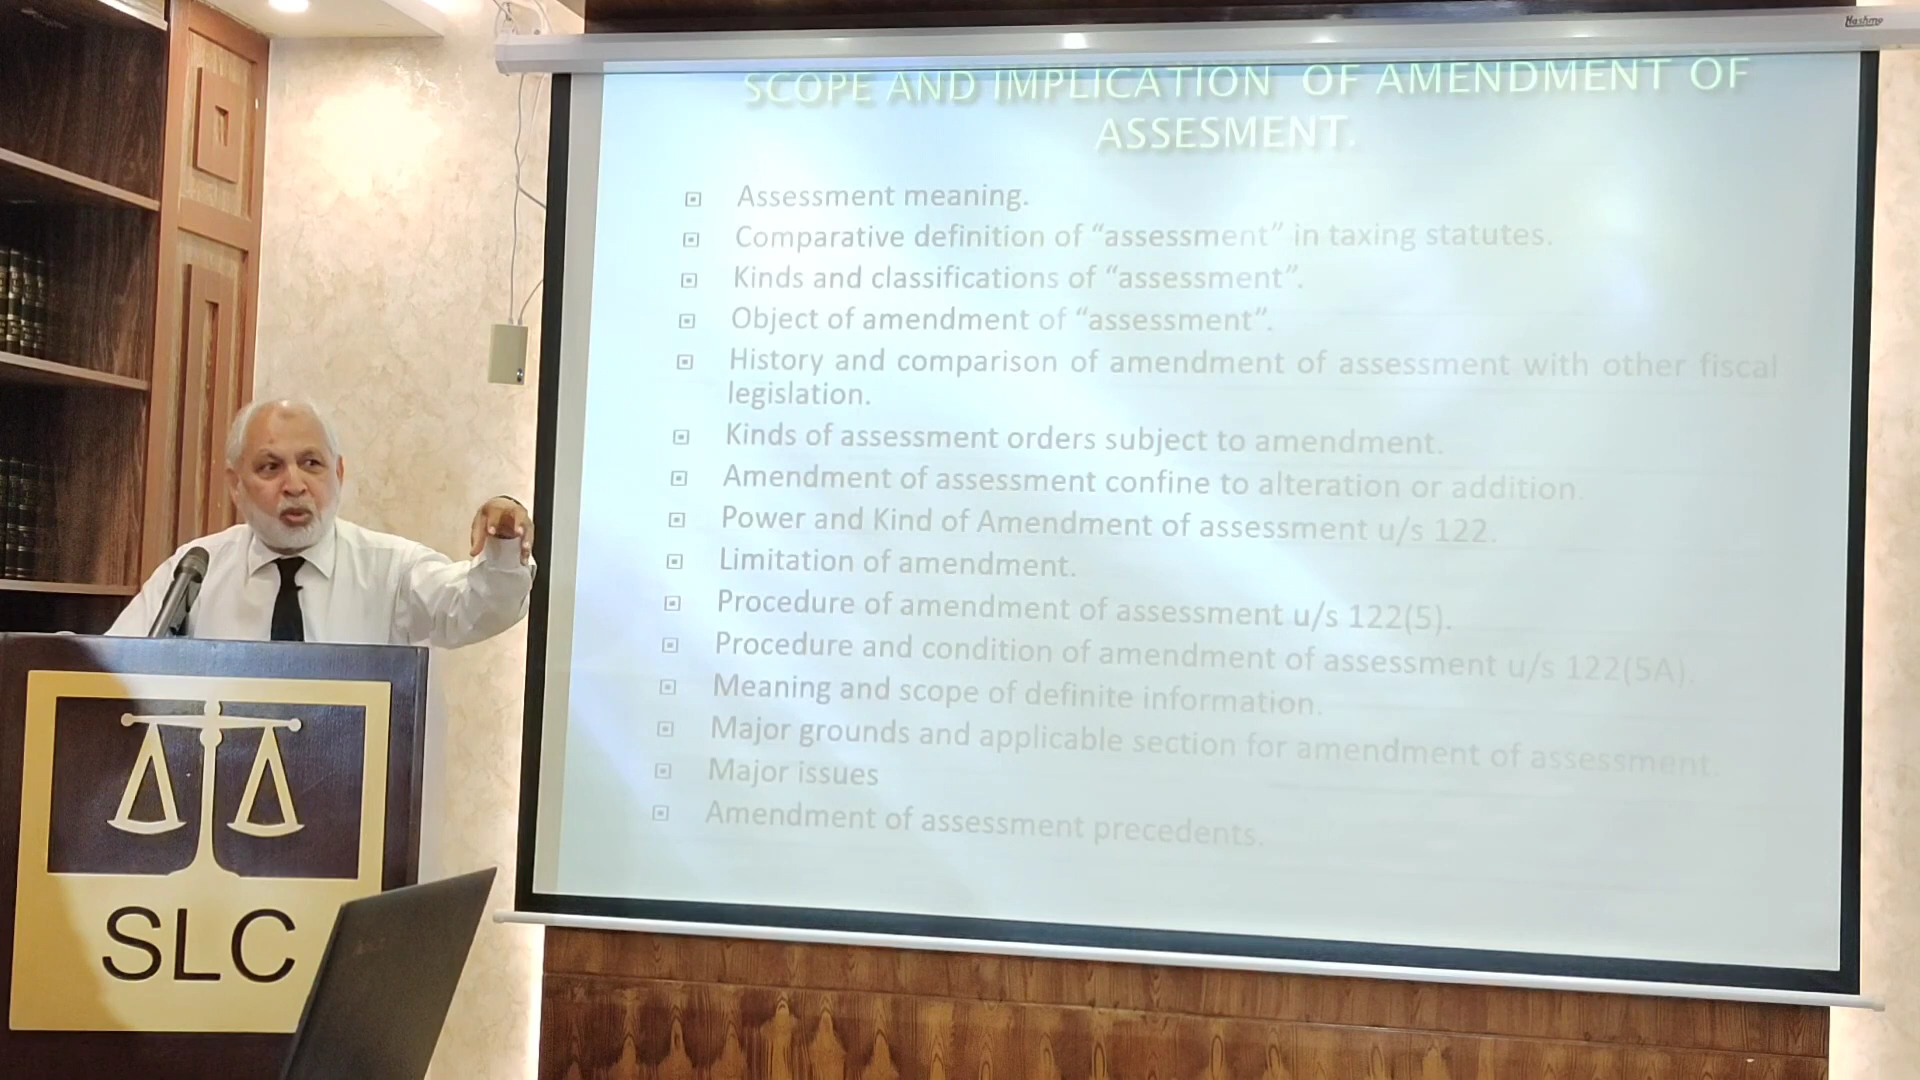 Hashmo
SCOPE AND IMPLICATION OF AMENDMENT OF
ASSESMENT.
Assessment meaning.
Comparative definition of “assessment” in taxing statutes.
Kinds and classifications of “assessment”.
Object of amendment of “assessment”.
History and comparison of amendment of assessment with other fiscal
legislation.
Kinds of assessment orders subject to amendment.
Amendment of assessment confine to alteration or addition.
Power and Kind of Amendment of assessment u/s 122.
Limitation of amendment.
Procedure of amendment of assessment u/s 122(5).
Procedure and condition of amendment of assessment u/s 122(5A).
Meaning and scope of definite information.
Major grounds and applicable section for amendment of assessment.
Major issues
Amendment of assessment precedents.
SLC